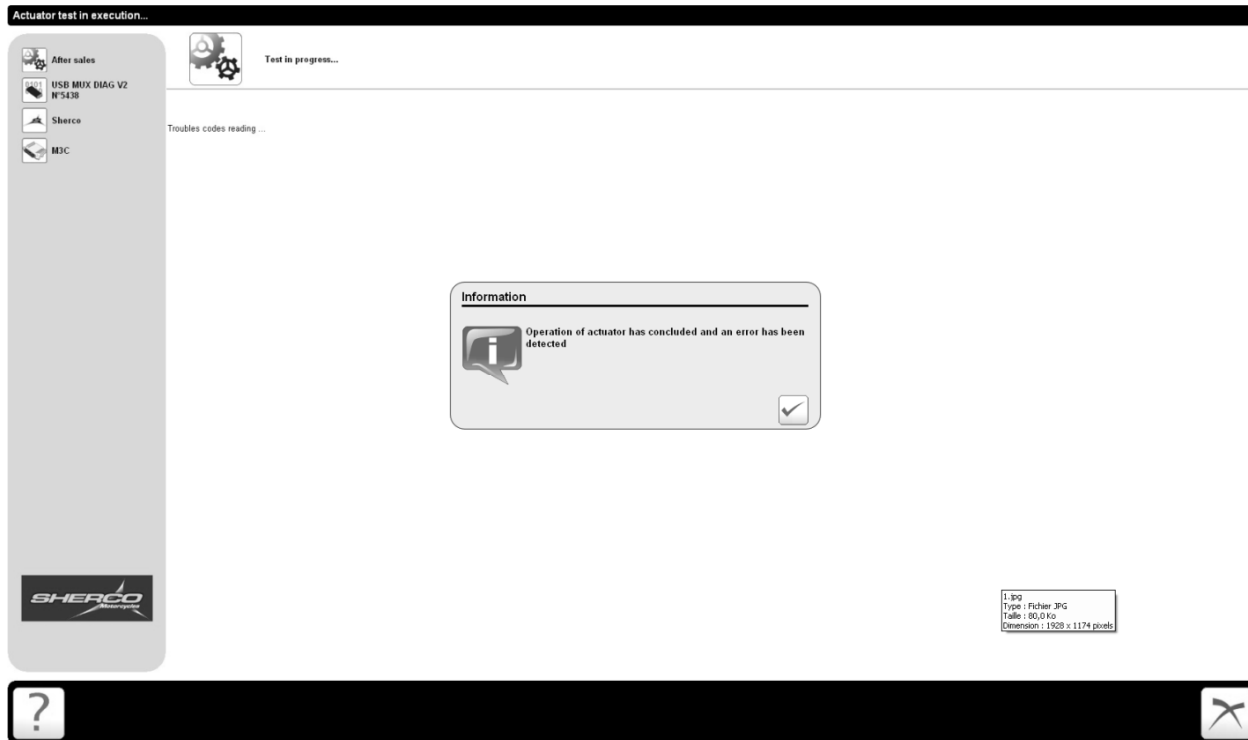 Actuator test in execution...
After sales
USB MUX DIAG V2
N°5438
Sherco
M3C
Test in progress...
Troubles codes reading ...
Information
Operation of actuator has concluded and an error has been
detected
SHERCO
Motorcycles
1.jpg
Type : Fichier JPG
Taille : 80,0 Ko
Dimension : 1928 x 1174 pixels
?